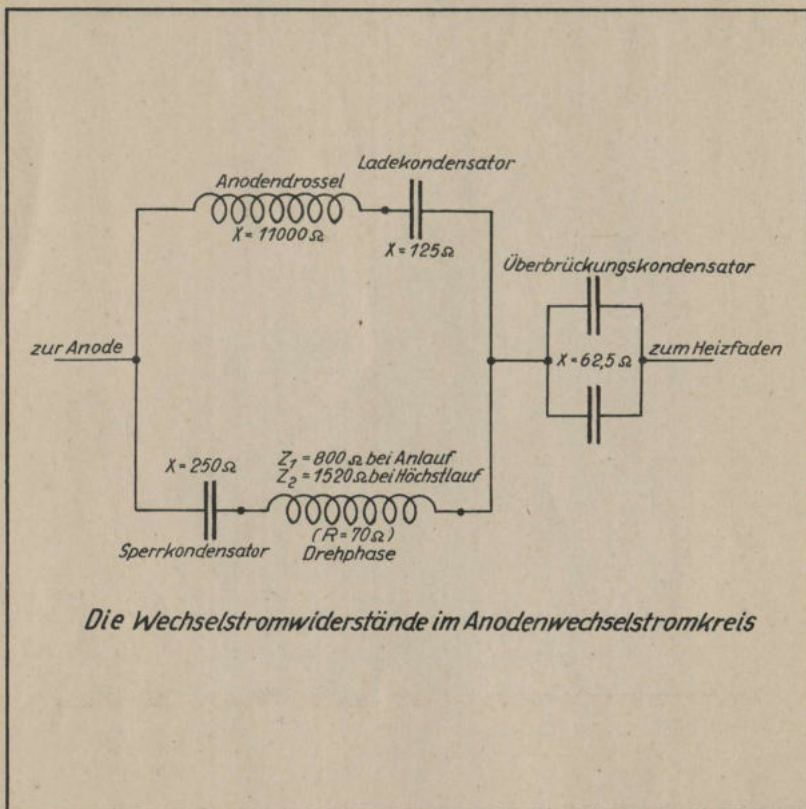 Ladekondensator
Anodendrossel
X = 11000 Ω
X = 125 Ω
Überbrückungskondensator
zur Anode
X = 62,5 Ω
zum Heizfaden
X = 250 Ω
Z₁ = 800 Ω bei Anlauf
Z₂ = 1520 Ω bei Höchstlauf
(R = 70 Ω)
Sperrkondensator
Drehphase
Die Wechselstromwiderstände im Anodenwechselstromkreis